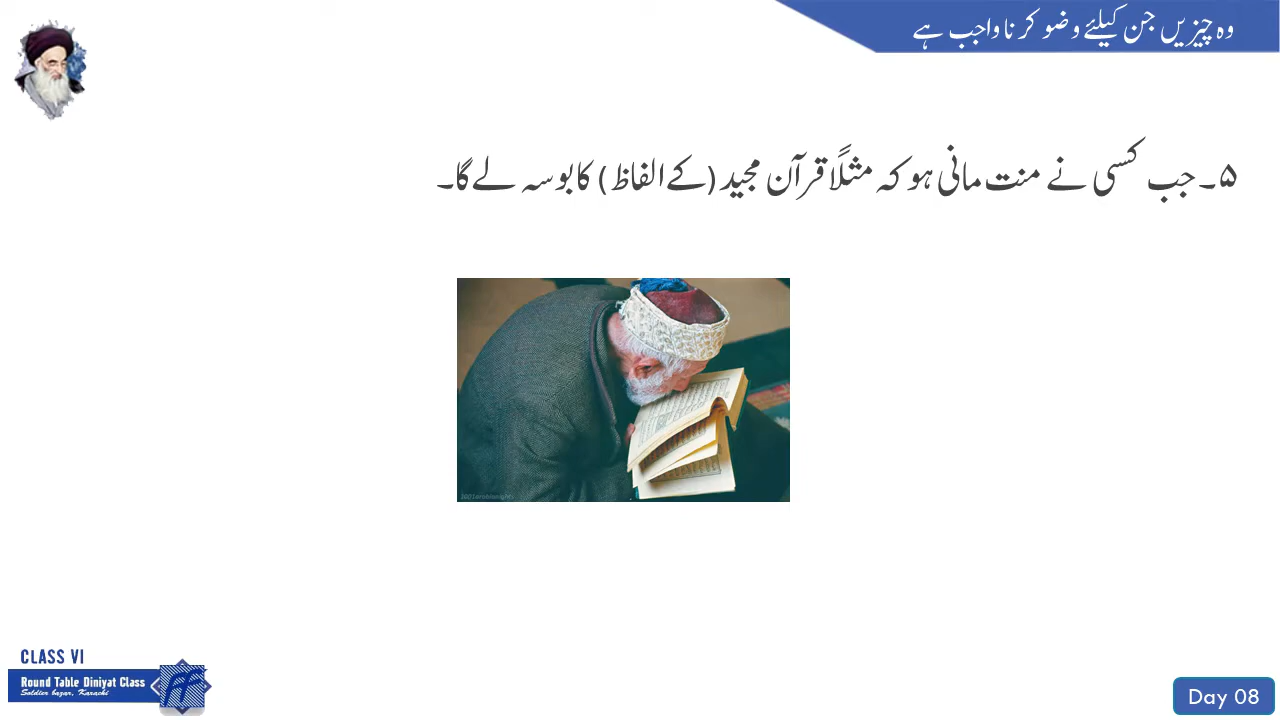 وہ چیزیں جن کیلئے وضو کرنا واجب ہے
۵۔ جب کسی نے منت مانی ہو کہ مثلاً قرآن مجید (کے الفاظ) کا بوسہ لے گا۔
CLASS VI
Round Table Diniyat Class
Soldier bazar, Karachi
Day 08